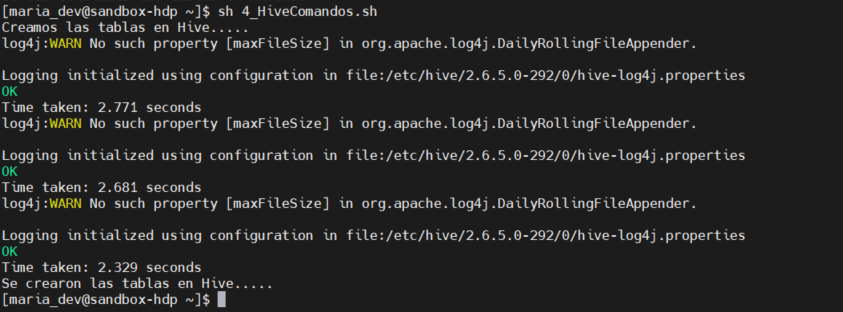 [maria_dev@sandbox-hdp ~]$ sh 4_HiveComandos.sh
Creamos las tablas en Hive.....
log4j:WARN No such property [maxFileSize] in org.apache.log4j.DailyRollingFileAppender.
Logging initialized using configuration in file:/etc/hive/2.6.5.0-292/0/hive-log4j.properties
OK
Time taken: 2.771 seconds
log4j:WARN No such property [maxFileSize] in org.apache.log4j.DailyRollingFileAppender.
Logging initialized using configuration in file:/etc/hive/2.6.5.0-292/0/hive-log4j.properties
OK
Time taken: 2.681 seconds
log4j:WARN No such property [maxFileSize] in org.apache.log4j.DailyRollingFileAppender.
Logging initialized using configuration in file:/etc/hive/2.6.5.0-292/0/hive-log4j.properties
OK
Time taken: 2.329 seconds
Se crearon las tablas en Hive.....
[maria_dev@sandbox-hdp ~]$